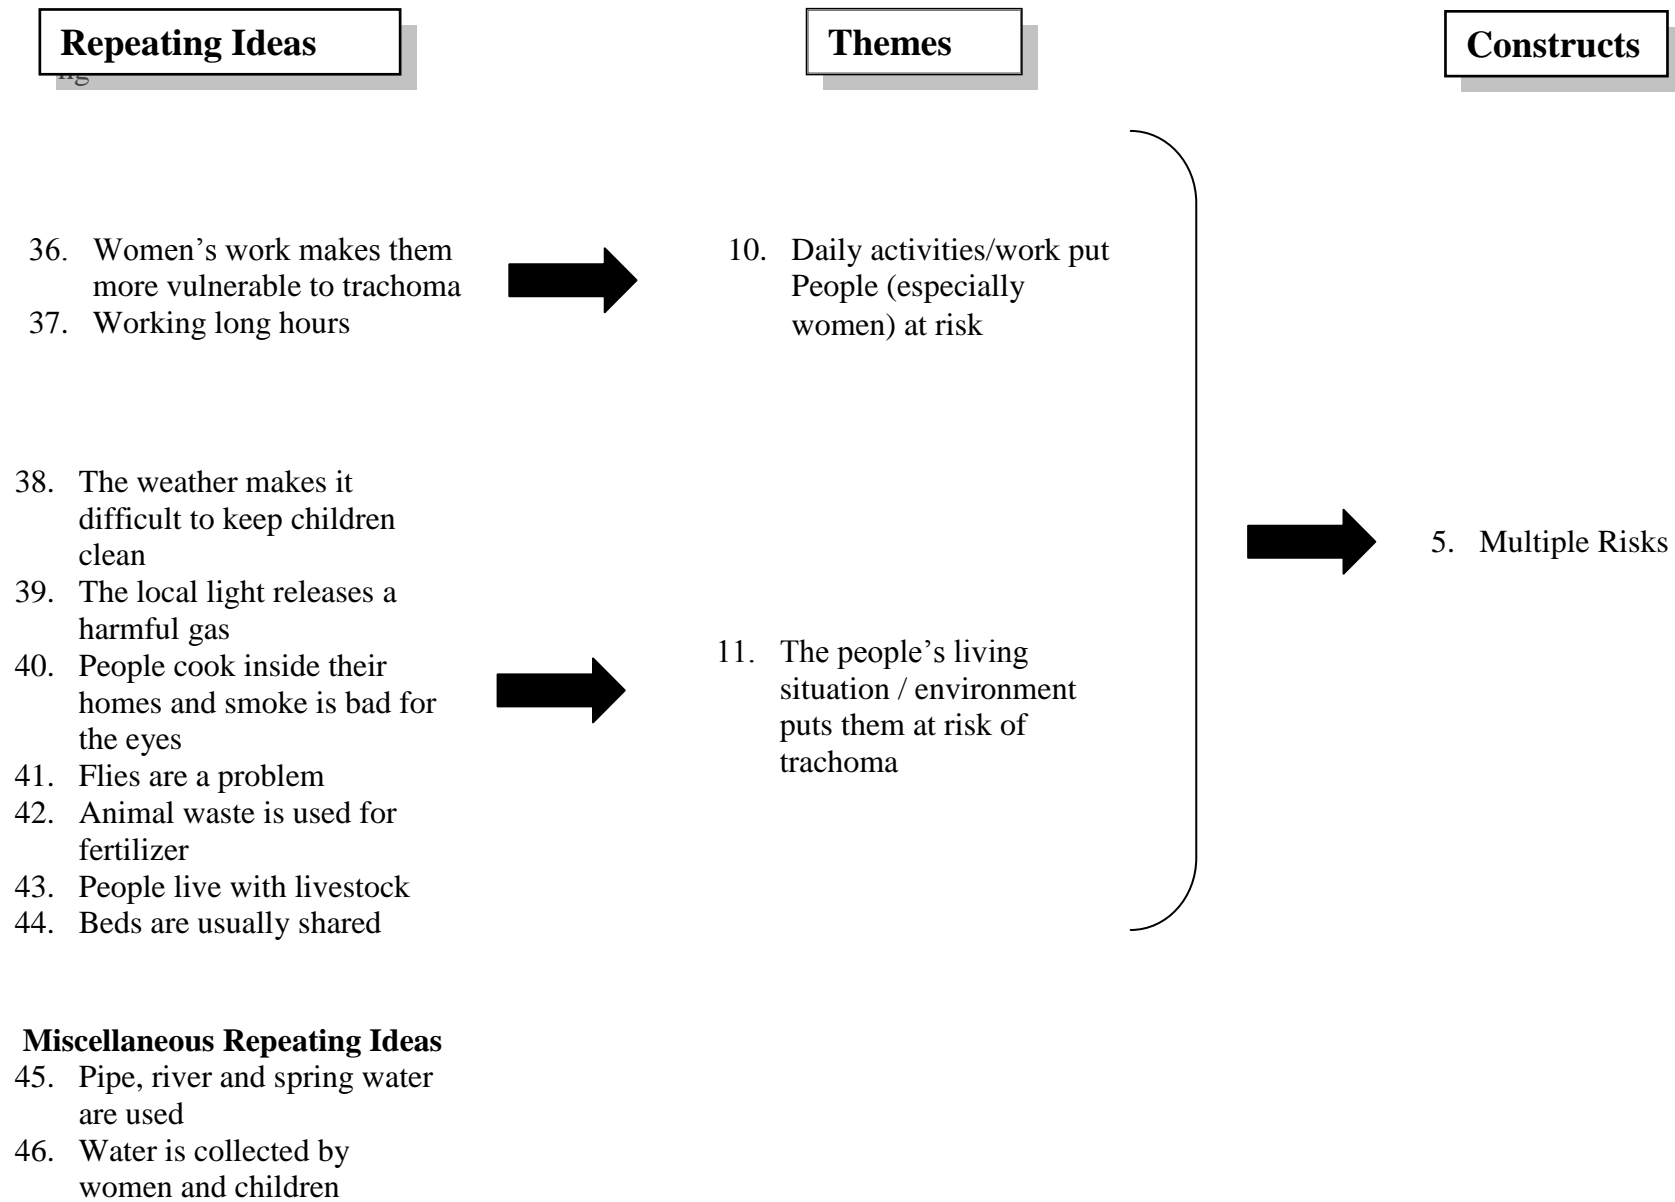 Repeating Ideas
ng
Themes
Constructs
36. Women’s work makes them
more vulnerable to trachoma
37. Working long hours
10. Daily activities/work put
People (especially
women) at risk
38. The weather makes it
difficult to keep children
clean
39. The local light releases a
harmful gas
40. People cook inside their
homes and smoke is bad for
the eyes
41. Flies are a problem
42. Animal waste is used for
fertilizer
43. People live with livestock
44. Beds are usually shared
11. The people’s living
situation / environment
puts them at risk of
trachoma
5. Multiple Risks
Miscellaneous Repeating Ideas
45. Pipe, river and spring water
are used
46. Water is collected by
women and children